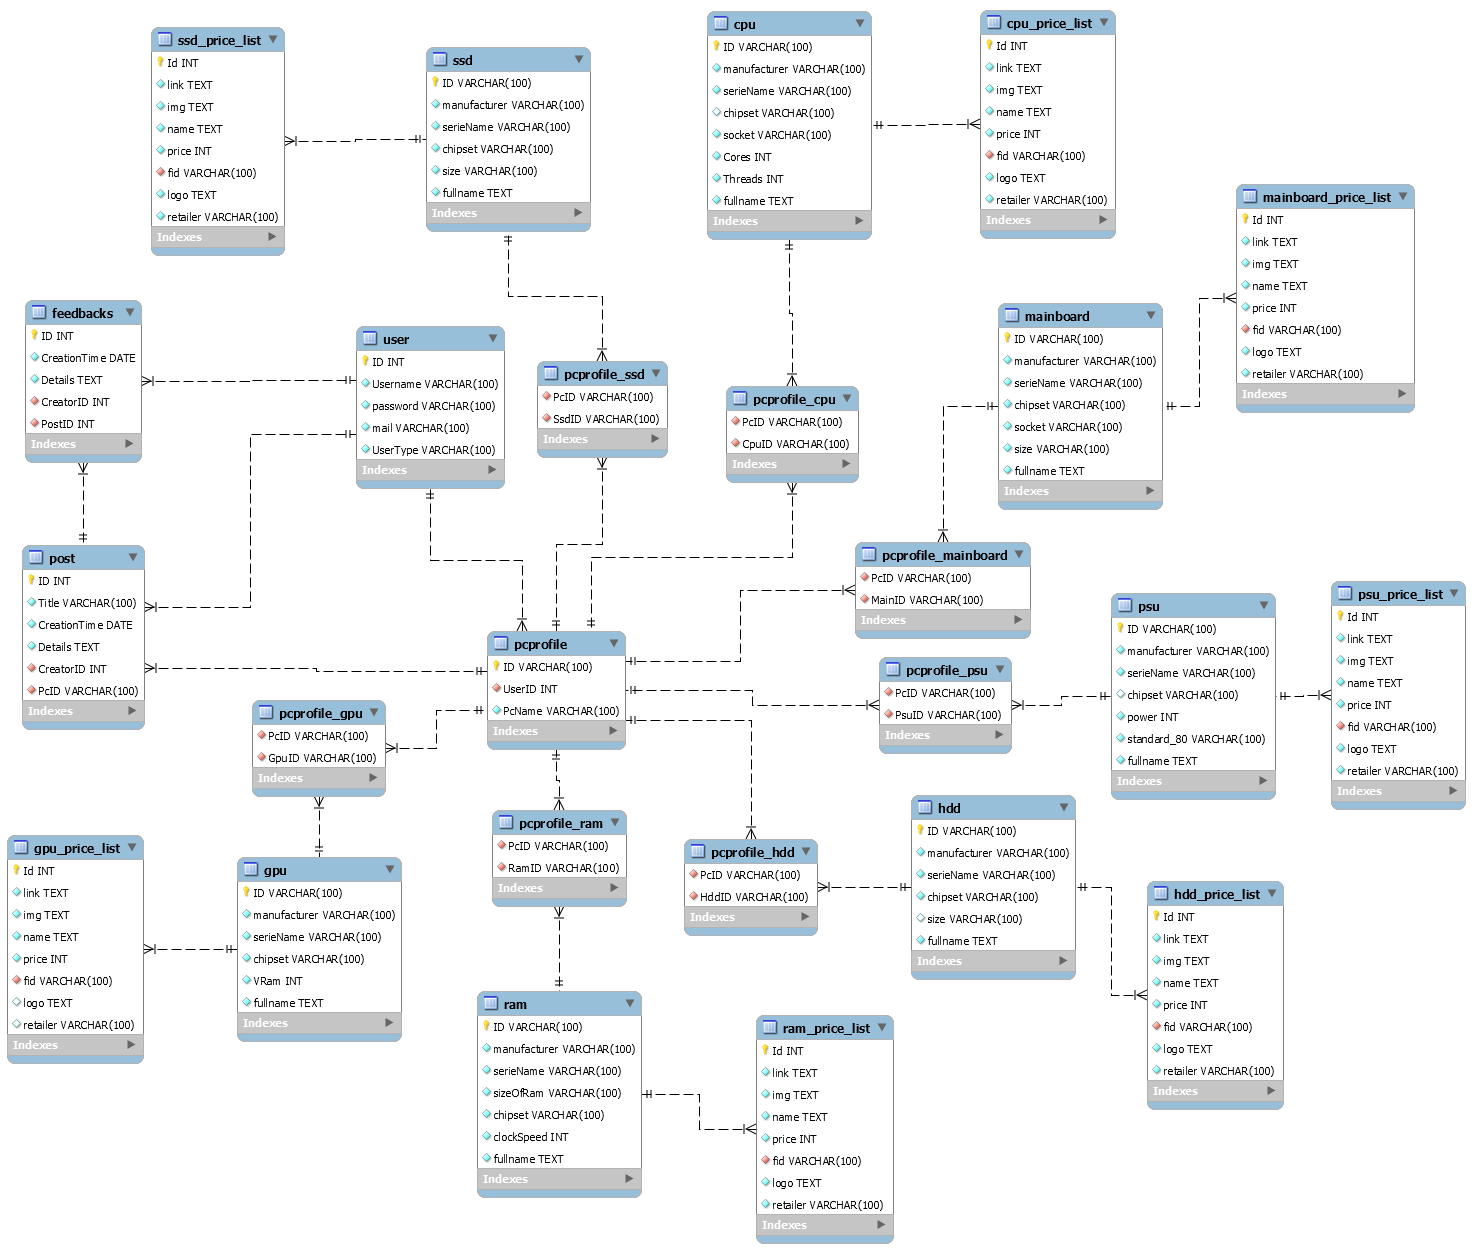 ssd_price_list
Id INT
link TEXT
img TEXT
name TEXT
price INT
fid VARCHAR(100)
logo TEXT
retailer VARCHAR(100)
Indexes
ssd
ID VARCHAR(100)
manufacturer VARCHAR(100)
serieName VARCHAR(100)
chipset VARCHAR(100)
size VARCHAR(100)
fullname TEXT
Indexes
cpu
ID VARCHAR(100)
manufacturer VARCHAR(100)
serieName VARCHAR(100)
chipset VARCHAR(100)
socket VARCHAR(100)
Cores INT
Threads INT
fullname TEXT
Indexes
cpu_price_list
Id INT
link TEXT
img TEXT
name TEXT
price INT
fid VARCHAR(100)
logo TEXT
retailer VARCHAR(100)
Indexes
mainboard_price_list
Id INT
link TEXT
img TEXT
name TEXT
price INT
fid VARCHAR(100)
logo TEXT
retailer VARCHAR(100)
Indexes
feedbacks
ID INT
CreationTime DATE
Details TEXT
CreatorID INT
PostID INT
Indexes
user
ID INT
Username VARCHAR(100)
password VARCHAR(100)
mail VARCHAR(100)
UserType VARCHAR(100)
Indexes
pcprofile_ssd
PcID VARCHAR(100)
SsdID VARCHAR(100)
Indexes
pcprofile_cpu
PcID VARCHAR(100)
CpuID VARCHAR(100)
Indexes
mainboard
ID VARCHAR(100)
manufacturer VARCHAR(100)
serieName VARCHAR(100)
chipset VARCHAR(100)
socket VARCHAR(100)
size VARCHAR(100)
fullname TEXT
Indexes
post
ID INT
Title VARCHAR(100)
CreationTime DATE
Details TEXT
CreatorID INT
PcID VARCHAR(100)
Indexes
pcprofile
ID VARCHAR(100)
UserID INT
PcName VARCHAR(100)
Indexes
pcprofile_mainboard
PcID VARCHAR(100)
MainID VARCHAR(100)
Indexes
pcprofile_psu
PcID VARCHAR(100)
PsuID VARCHAR(100)
Indexes
psu
ID VARCHAR(100)
manufacturer VARCHAR(100)
serieName VARCHAR(100)
chipset VARCHAR(100)
power INT
standard_80 VARCHAR(100)
fullname TEXT
Indexes
psu_price_list
Id INT
link TEXT
img TEXT
name TEXT
price INT
fid VARCHAR(100)
logo TEXT
retailer VARCHAR(100)
Indexes
pcprofile_gpu
PcID VARCHAR(100)
GpuID VARCHAR(100)
Indexes
gpu_price_list
Id INT
link TEXT
img TEXT
name TEXT
price INT
fid VARCHAR(100)
logo TEXT
retailer VARCHAR(100)
Indexes
gpu
ID VARCHAR(100)
manufacturer VARCHAR(100)
serieName VARCHAR(100)
chipset VARCHAR(100)
VRam INT
fullname TEXT
Indexes
pcprofile_ram
PcID VARCHAR(100)
RamID VARCHAR(100)
Indexes
pcprofile_hdd
PcID VARCHAR(100)
HddID VARCHAR(100)
Indexes
hdd
ID VARCHAR(100)
manufacturer VARCHAR(100)
serieName VARCHAR(100)
chipset VARCHAR(100)
size VARCHAR(100)
fullname TEXT
Indexes
hdd_price_list
Id INT
link TEXT
img TEXT
name TEXT
price INT
fid VARCHAR(100)
logo TEXT
retailer VARCHAR(100)
Indexes
ram
ID VARCHAR(100)
manufacturer VARCHAR(100)
serieName VARCHAR(100)
sizeOfRam VARCHAR(100)
chipset VARCHAR(100)
clockSpeed INT
fullname TEXT
Indexes
ram_price_list
Id INT
link TEXT
img TEXT
name TEXT
price INT
fid VARCHAR(100)
logo TEXT
retailer VARCHAR(100)
Indexes